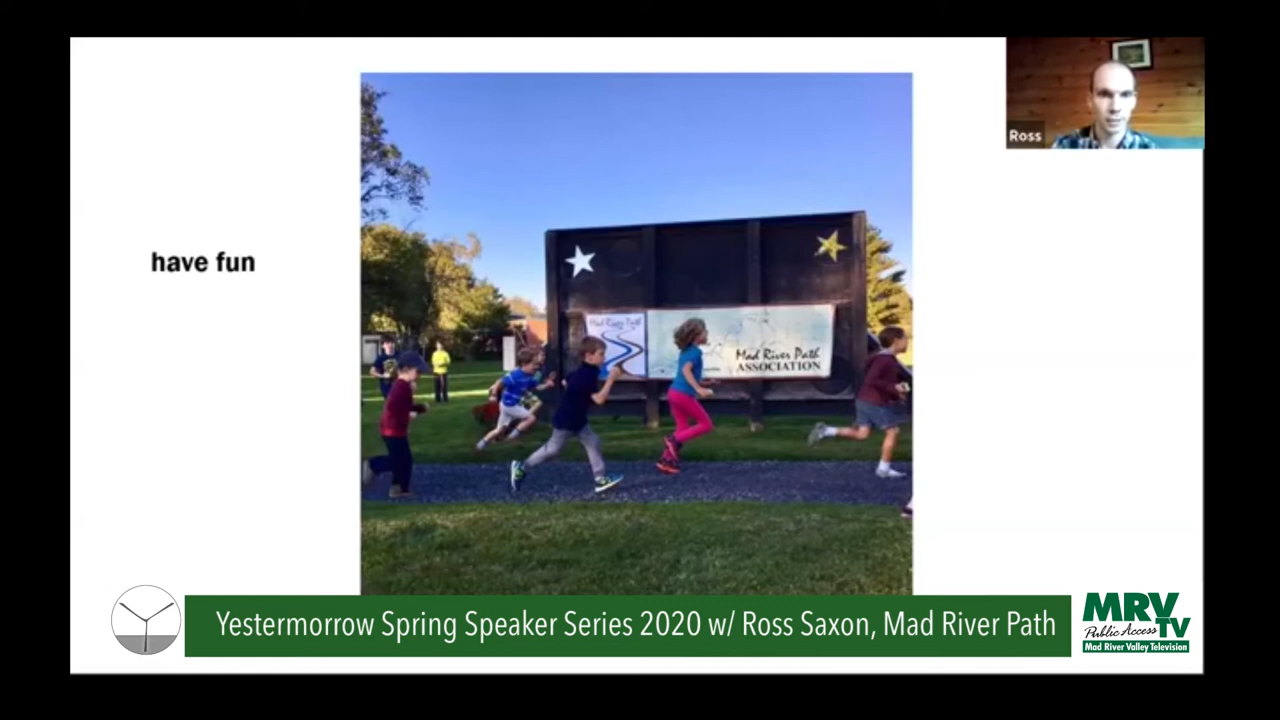 Ross
have fun
Mad River Path
Mad River Path
ASSOCIATION
Yestermorrow Spring Speaker Series 2020 w/ Ross Saxon, Mad River Path
MRV
Public Access TV
Mad River Valley Television